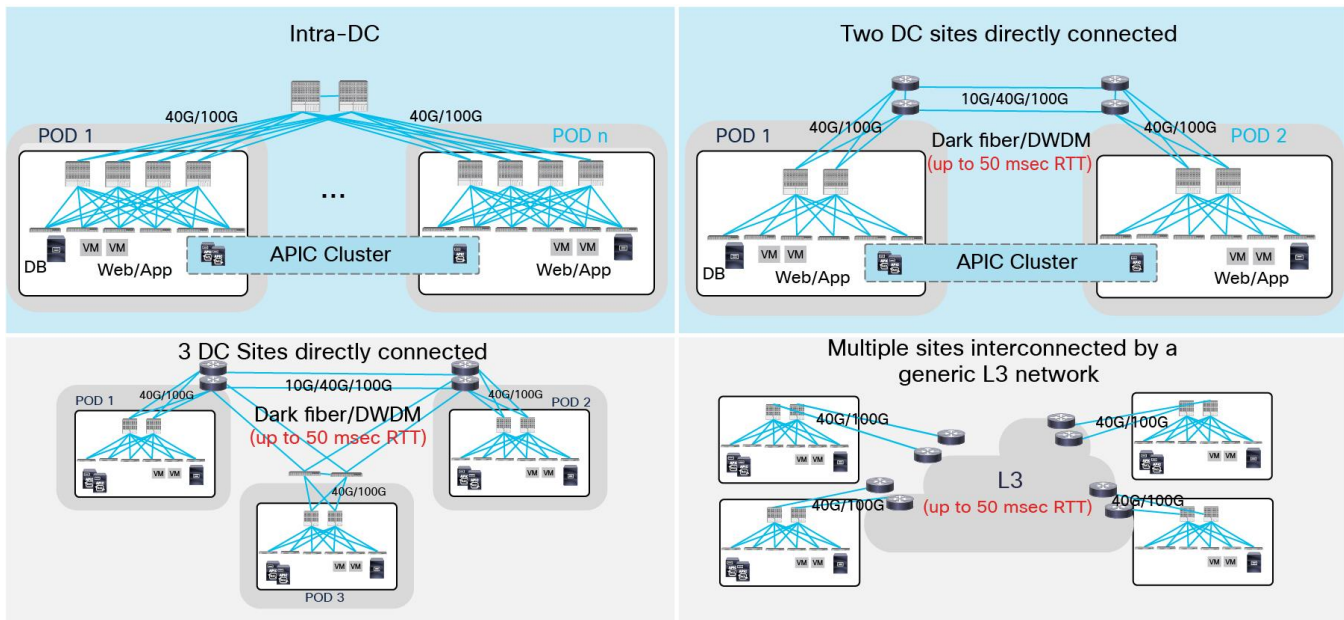 Intra-DC
40G/100G
40G/100G
POD 1
POD n
...
DB
VM
VM
Web/App
APIC Cluster
VM
VM
Web/App
Two DC sites directly connected
10G/40G/100G
POD 1
40G/100G
Dark fiber/DWDM
40G/100G
POD 2
(up to 50 msec RTT)
DB
VM
VM
Web/App
APIC Cluster
VM
VM
Web/App
3 DC Sites directly connected
10G/40G/100G
POD 1
40G/100G
Dark fiber/DWDM
40G/100G
POD 2
(up to 50 msec RTT)
VM
VM
VM
VM
40G/100G
VM
VM
POD 3
Multiple sites interconnected by a
generic L3 network
40G/100G
40G/100G
VM
VM
VM
VM
L3
40G/100G
(up to 50 msec RTT)
40G/100G
VM
VM
VM
VM